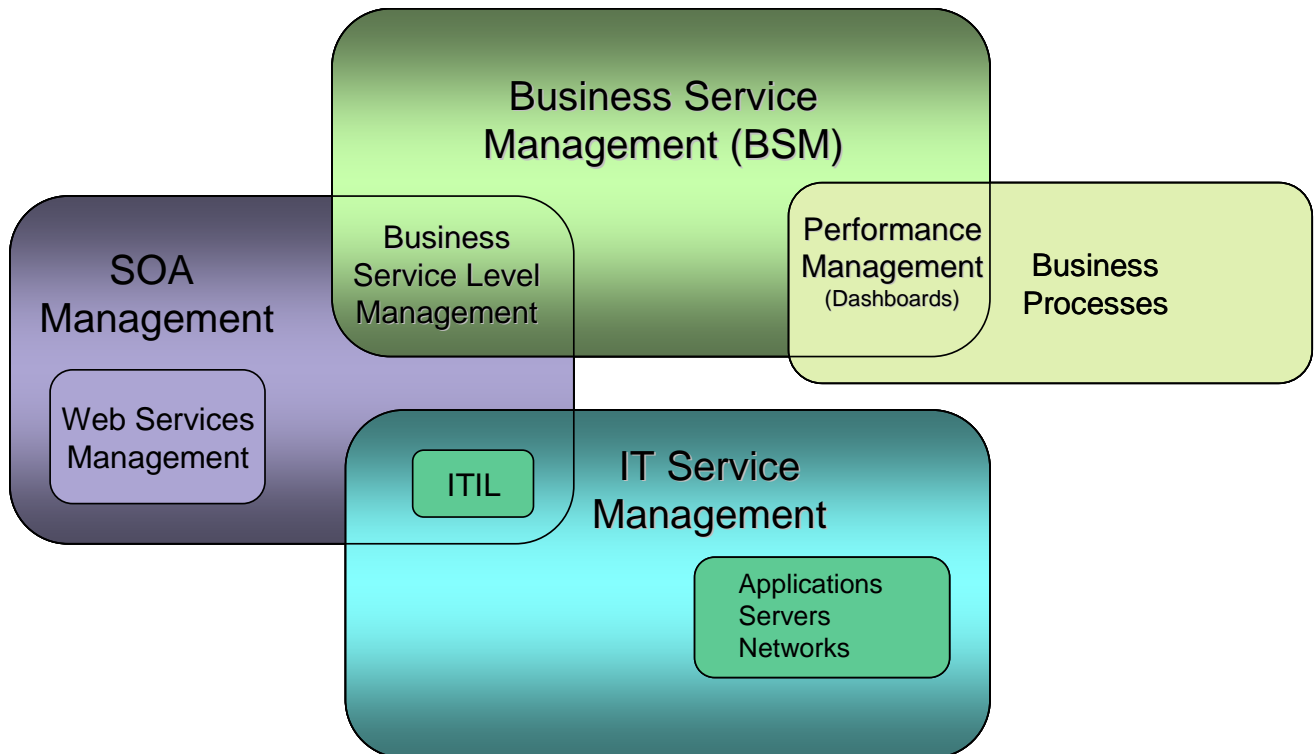 Business Service
Management (BSM)
SOA
Management
Business
Service Level
Management
Performance
Management
(Dashboards)
Business
Processes
Web Services
Management
ITIL
IT Service
Management
Applications
Servers
Networks